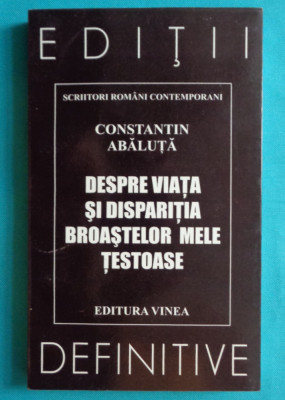 EDIŢII
SCRIITORI ROMÂNI CONTEMPORANI
CONSTANTIN
ABĂLUŢĂ
DESPRE VIAŢA
ŞI DISPARIŢIA
BROAŞTELOR MELE
ŢESTOASE
EDITURA VINEA
DEFINITIVE